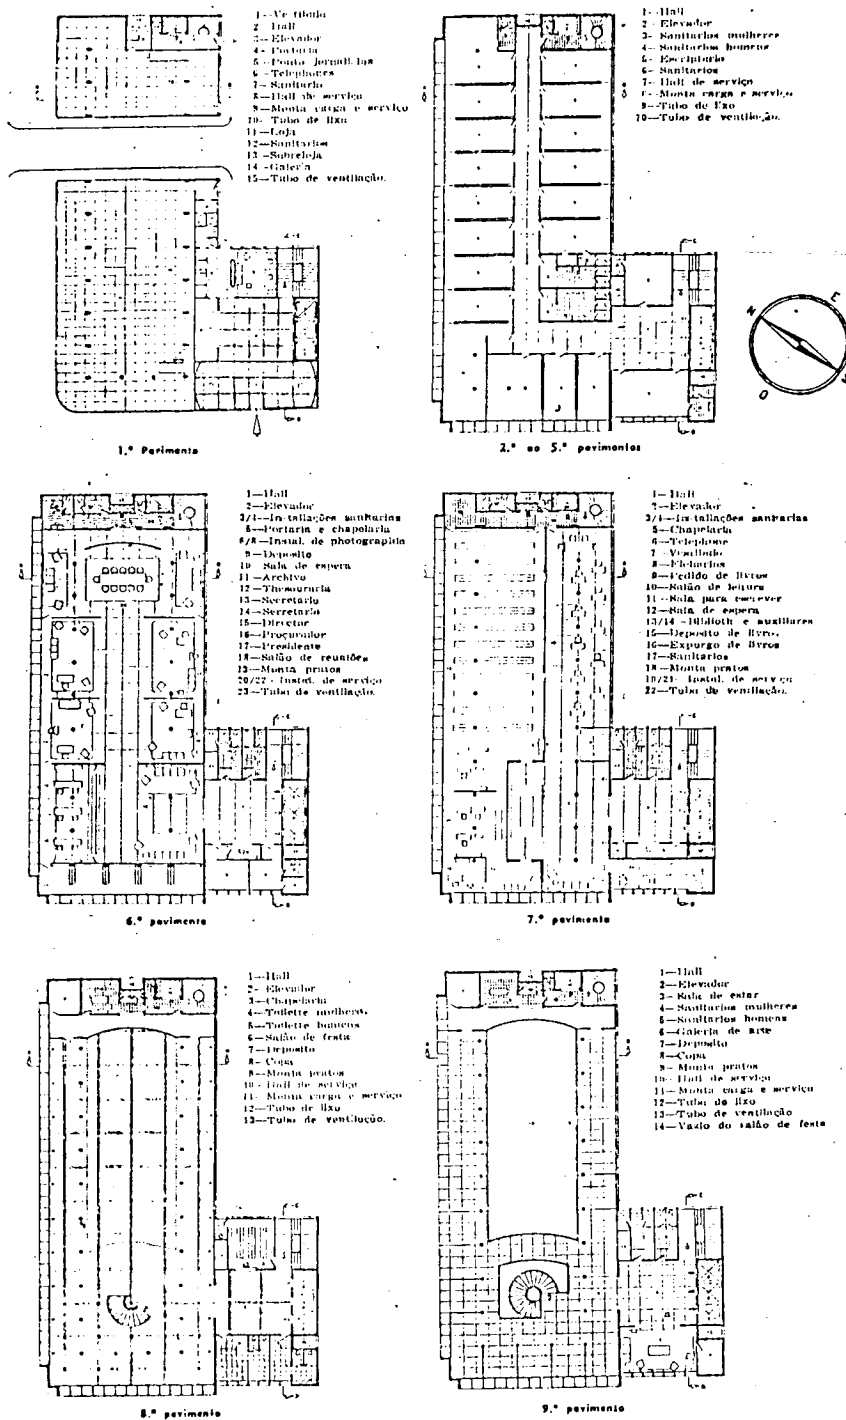 1—Vestibulo
2 Hall
3—Elevador
4—Portaria
5—Ponto
6—Telephones
7—Sanitario
8—Hall de serviço
9—Monta carga e serviço
10—Tubo de lixo
11—Loja
12—Sanitarios
13—Sobreloja
14—Galeria
15—Tubo de ventilação.
1.º Pavimento
1—Hall
2—Elevador
3—Sanitarios mulheres
4—Sanitarios homens
5—Escriptorio
6—Sanitarios
7—Hall de serviço
8—Monta carga e serviço
9—Tubo de lixo
10—Tubo de ventilação.
2.º ao 5.º pavimentos
N
E
S
O
1—Hall
2—Elevador
3/4—Installações sanitarias
5—Portaria e chapelaria
6/8—Instal. de photographia
9—Deposito
10 Sala de espera
11—Archivo
12—Thesouraria
13—Secretario
14—Secretario
15—Director
16—Procurador
17—Presidente
18—Salão de reuniões
19—Monta pratos
20/22—Instal. de serviço
23—Tubo de ventilação.
6.º pavimento
1—Hall
2—Elevador
3/4—Installações sanitarias
5—Chapelaria
6—Telephone
7—Vestiario
8—Fichario
9—Pedido de livros
10—Salão de leitura
11—Sala para escrever
12—Sala de espera
13/14—Biblioth e auxiliares
15—Deposito de livros
16—Expurgo de livros
17—Sanitarios
18—Monta pratos
19/21—Instal. de serviço
22—Tubo de ventilação.
7.º pavimento
1—Hall
2—Elevador
3—Chapelaria
4—Toilette mulheres
5—Toilette homens
6—Salão de festa
7—Deposito
8—Copa
9—Monta pratos
10—Hall de serviço
11—Monta carga e serviço
12—Tubo de lixo
13—Tubo de ventilação.
8.º pavimento
1—Hall
2—Elevador
3—Sala de estar
4—Sanitarios mulheres
5—Sanitarios homens
6—Galeria de arte
7—Deposito
8—Copa
9—Monta pratos
10—Hall de serviço
11—Monta carga e serviço
12—Tubo de lixo
13—Tubo de ventilação
14—Vazio do salão de festa
9.º pavimento